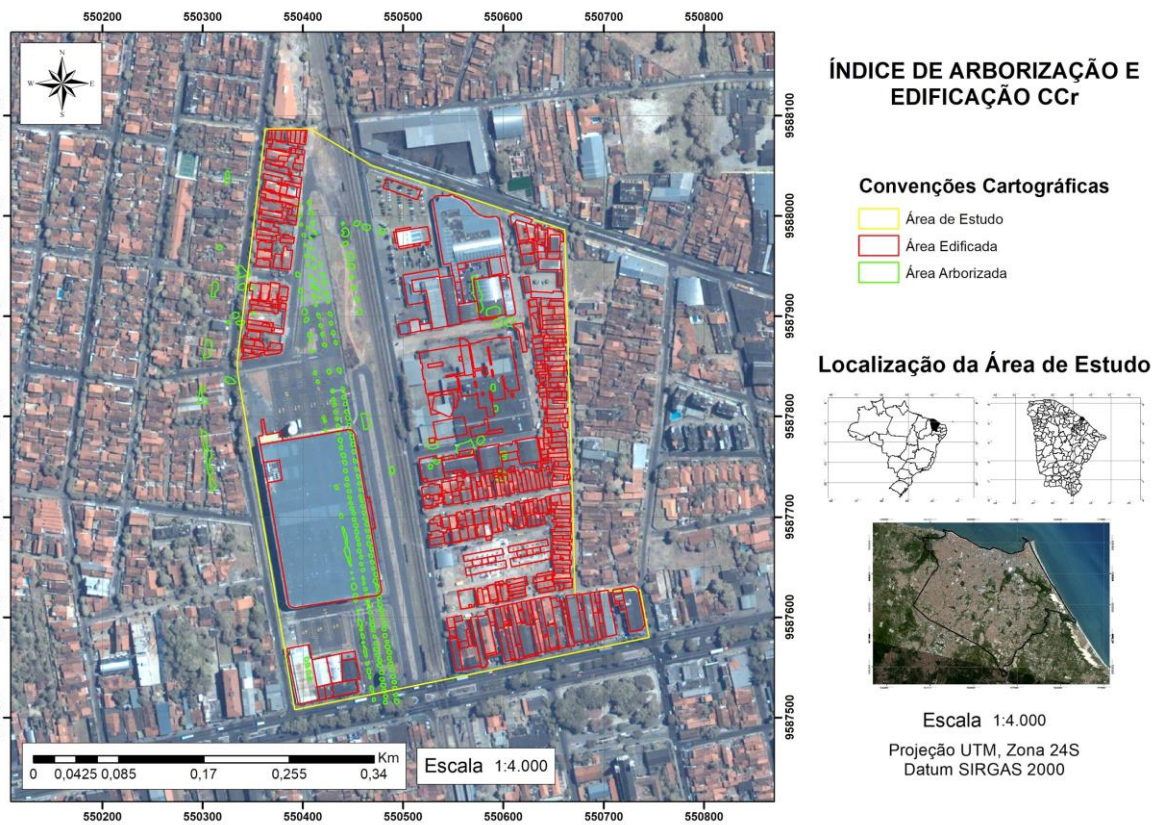 550200 550300 550400 550500 550600 550700 550800
N
W E
S
9588100
9588000
9587900
9587800
9587700
9587600
9587500
Km
0 0,0425 0,085 0,17 0,255 0,34
Escala 1:4.000
550200 550300 550400 550500 550600 550700 550800
ÍNDICE DE ARBORIZAÇÃO E
EDIFICAÇÃO CCr
Convenções Cartográficas
Área de Estudo
Área Edificada
Área Arborizada
Localização da Área de Estudo
Escala 1:4.000
Projeção UTM, Zona 24S
Datum SIRGAS 2000